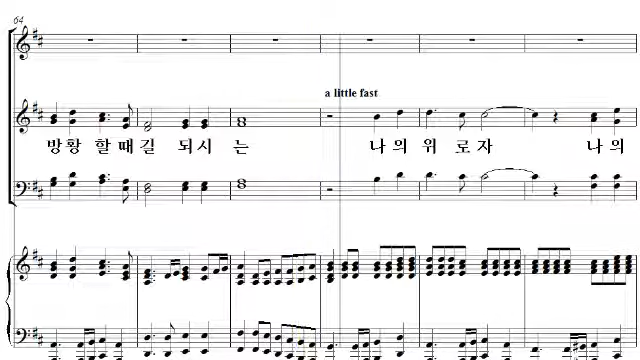 64
a little fast
방황 할 때 길 되시 는 나의 위 로 자 나의